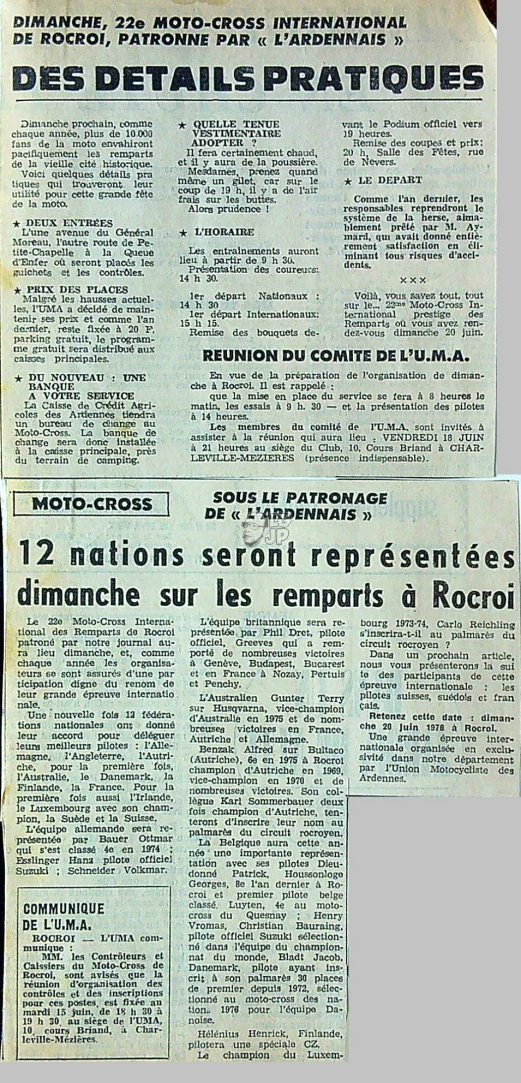 DIMANCHE, 22e MOTO-CROSS INTERNATIONAL
DE ROCROI, PATRONNE PAR « L'ARDENNAIS »
DES DETAILS PRATIQUES
Dimanche prochain, comme
chaque année, plus de 10.000
fans de la moto envahiront
pacifiquement les remparts
de la vieille cité historique.
Voici quelques détails pra
tiques qui trouveront leur
utilité pour cette grande fête
de la moto.
★ DEUX ENTRÉES
L'une avenue du Général
Moreau, l'autre route de Pe-
tite-Chapelle à la Queue
d'Enfer où seront placés les
guichets et les contrôles.
★ PRIX DES PLACES
Malgré les hausses actuel-
les, l'UMA a décidé de main-
tenir ses prix et comme l'an
dernier, reste fixée à 20 F,
parking gratuit, le program-
me gratuit sera distribué aux
caisses principales.
★ DU NOUVEAU : UNE
BANQUE
A VOTRE SERVICE
La Caisse de Crédit Agri-
coles des Ardennes tiendra
un bureau de change au
Moto-Cross. La banque de
change sera donc installée
à la caisse principale, près
du terrain de camping.
★ QUELLE TENUE
VESTIMENTAIRE
ADOPTER ?
Il fera certainement chaud,
et il y aura de la poussière.
Mesdames, prenez quand
même un gilet, car sur le
coup de 19 h, il y a de l'air
frais sur les buttes.
Alors prudence !
★ L'HORAIRE
Les entraînements auront
lieu à partir de 9 h 30.
Présentation des coureurs:
14 h 30.
1er départ Nationaux :
14 h 30
1er départ Internationaux:
15 h 15.
Remise des bouquets de-
vant le Podium officiel vers
19 heures.
Remise des coupes et prix:
20 h, Salle des Fêtes, rue
de Nevers.
★ LE DEPART
Comme l'an dernier, les
responsables reprendront le
système de la herse, aima-
blement prêté par M. Ay-
mard, qui avait donné entiè-
rement satisfaction en éli-
minant tous risques d'acci-
dents.
×××
Voilà, vous savez tout, tout
sur le... 22me Moto-Cross In-
ternational prestige des
Remparts où vous avez ren-
dez-vous dimanche 20 juin.
REUNION DU COMITE DE L'U.M.A.
En vue de la préparation de l'organisation de diman-
che à Rocroi. Il est rappelé :
que la mise en place du service se fera à 8 heures le
matin, les essais à 9 h. 30 — et la présentation des pilotes
à 14 heures.
Les membres du comité de l'U.M.A. sont invités à
assister à la réunion qui aura lieu : VENDREDI 18 JUIN
à 21 heures au siège du Club, 10, Cours Briand à CHAR-
LEVILLE-MEZIERES (présence indispensable).
MOTO-CROSS
SOUS LE PATRONAGE
DE « L'ARDENNAIS »
12 nations seront représentées
dimanche sur les remparts à Rocroi
Le 22e Moto-Cross Interna-
tional des Remparts de Rocroi
patroné par notre journal au-
ra lieu dimanche, et, comme
chaque année les organisa-
teurs se sont assurés d'une par
ticipation digne du renom de
leur grande épreuve internatio
nale.
Une nouvelle fois 12 fédéra-
tions nationales ont donné
leur accord pour déléguer
leurs meilleurs pilotes : l'Alle-
magne, l'Angleterre, l'Autri-
che, pour la première fois,
l'Australie, le Danemark, la
Finlande, la France. Pour la
première fois aussi l'Irlande,
le Luxembourg avec son cham-
pion, la Suède et la Suisse.
L'équipe allemande sera re-
présentée par Bauer Ottmar
qui s'est classé 4e en 1974 ;
Esslinger Hans pilote officiel
Suzuki ; Schneider Volkmar.
COMMUNIQUE
DE L'U.M.A.
ROCROI — L'UMA com-
munique :
MM. les Contrôleurs et
Caissiers du Moto-Cross de
Rocroi, sont avisés que la
réunion d'organisation des
contrôles et des inscriptions
pour ces postes, est fixée au
mardi 15 juin, de 18 h 30 à
19 h 30, au siège de l'UMA,
10, cours Briand, à Char-
leville-Mézières.
L'équipe britannique sera re-
présentée par Phil Dret, pilote
officiel, Greeves qui a rem-
porté de nombreuses victoires
à Genève, Budapest, Bucarest
et en France à Nozay, Pertuis
et Penchy.
L'Australien Gunter Terry
sur Husqvarna, vice-champion
d'Australie en 1975 et de nom-
breuses victoires en France,
Autriche et Allemagne.
Benzak Alfred sur Bultaco
(Autriche), 6e en 1975 à Rocroi
champion d'Autriche en 1969,
vice-champion en 1970 et de
nombreuses victoires. Son col-
lègue Karl Sommerbauer deux
fois champion d'Autriche, ten-
teront d'inscrire leur nom au
palmarès du circuit rocroyen.
La Belgique aura cette an-
née une importante représen-
tation avec ses pilotes Dieu-
donné Patrick, Houssonloge
Georges, 8e l'an dernier à Ro-
croi et premier pilote belge
classé. Luyten, 4e au moto-
cross du Quesnay ; Henry
Vromas, Christian Bauraing,
pilote officiel Suzuki sélection-
né dans l'équipe du champion-
nat du monde, Bladt Jacob,
Danemark, pilote ayant ins-
crit à son palmarès 30 places
de premier depuis 1972, sélec-
tionné au moto-cross des na-
tions 1976 pour l'équipe Da-
noise.
Hélénius Henrick, Finlande,
pilotera une spéciale CZ.
Le champion du Luxem-
bourg 1973-74, Carlo Reichling
s'inscrira-t-il au palmarès du
circuit rocroyen ?
Dans un prochain article,
nous vous présenterons la sui
te des participants de cette
épreuve internationale : les
pilotes suisses, suédois et fran
çais.
Retenez cette date : diman-
che 20 juin 1976 à Rocroi.
Une grande épreuve inter-
nationale organisée en exclu-
sivité dans notre département
par l'Union Motocycliste des
Ardennes.